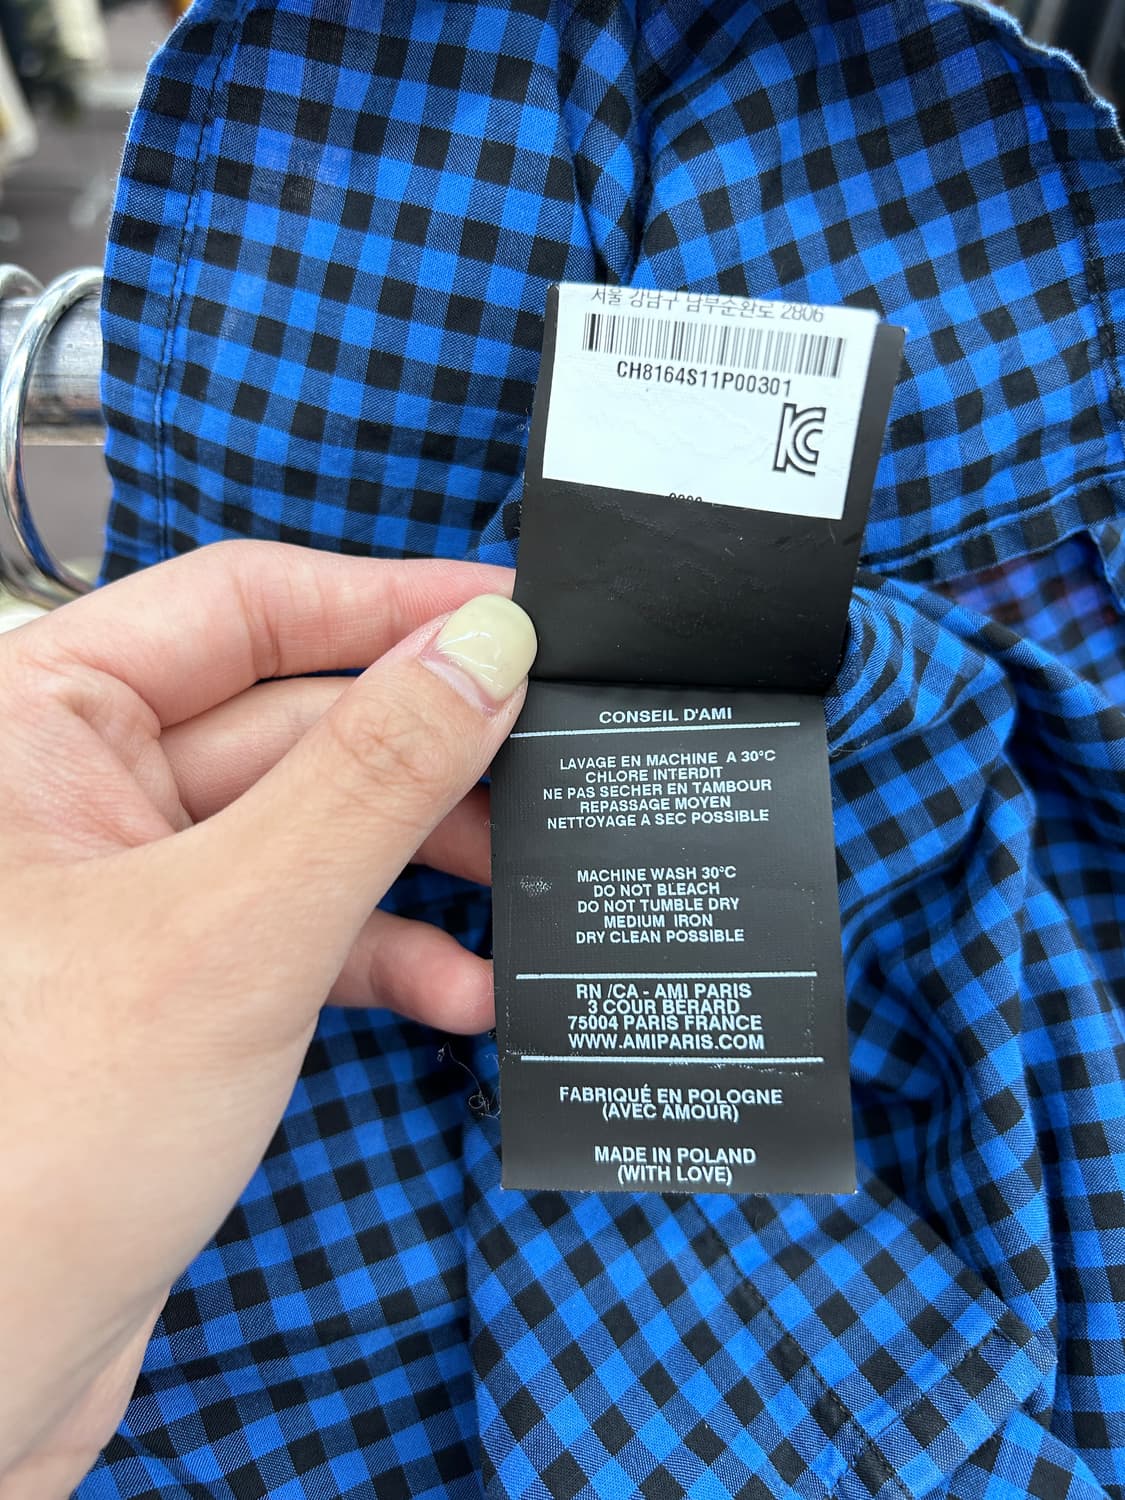 서울 강남구 남부순환로 2806
CH8164S11P00301
CONSEIL D'AMI
LAVAGE EN MACHINE A 30°C
CHLORE INTERDIT
NE PAS SECHER EN TAMBOUR
REPASSAGE MOYEN
NETTOYAGE A SEC POSSIBLE
MACHINE WASH 30°C
DO NOT BLEACH
DO NOT TUMBLE DRY
MEDIUM IRON
DRY CLEAN POSSIBLE
RN /CA - AMI PARIS
3 COUR BERARD
75004 PARIS FRANCE
WWW.AMIPARIS.COM
FABRIQUÉ EN POLOGNE
(AVEC AMOUR)
MADE IN POLAND
(WITH LOVE)